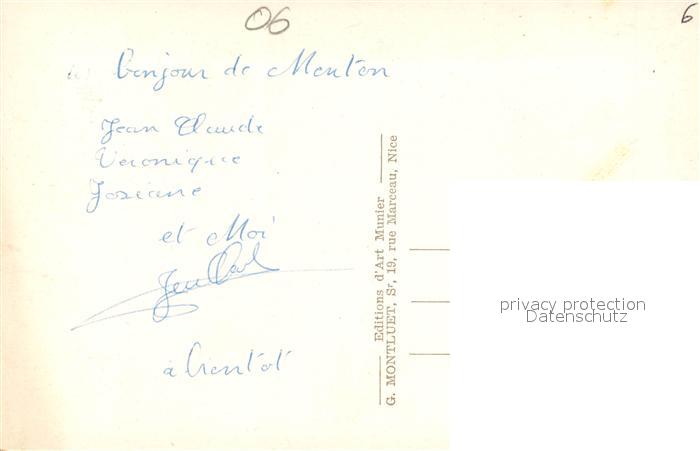 06
6
bonjour de Menton
Jean Claude
Veronique
Josiane
et Moi
à bientot
Editions d'Art Munier
G. MONTLUET, Sr, 19, rue Marceau, Nice
privacy protection
Datenschutz